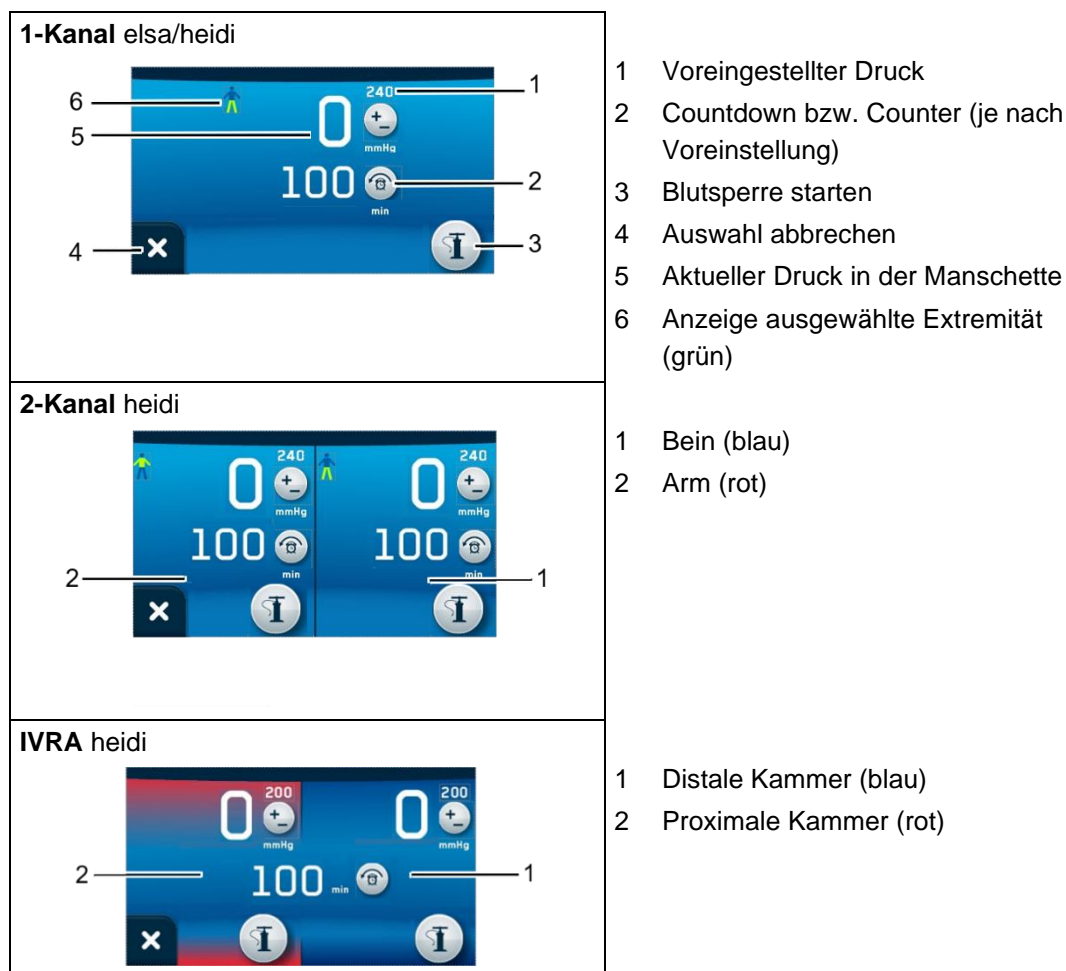 1-Kanal elsa/heidi
240
0
mmHg
100
min
1
2
3
4
5
6
1 Voreingestellter Druck
2 Countdown bzw. Counter (je nach
Voreinstellung)
3 Blutsperre starten
4 Auswahl abbrechen
5 Aktueller Druck in der Manschette
6 Anzeige ausgewählte Extremität
(grün)
2-Kanal heidi
240 240
0 0
mmHg mmHg
100 100
min min
2 1
1 Bein (blau)
2 Arm (rot)
IVRA heidi
200 200
0 0
mmHg mmHg
2 100 min 1
1 Distale Kammer (blau)
2 Proximale Kammer (rot)